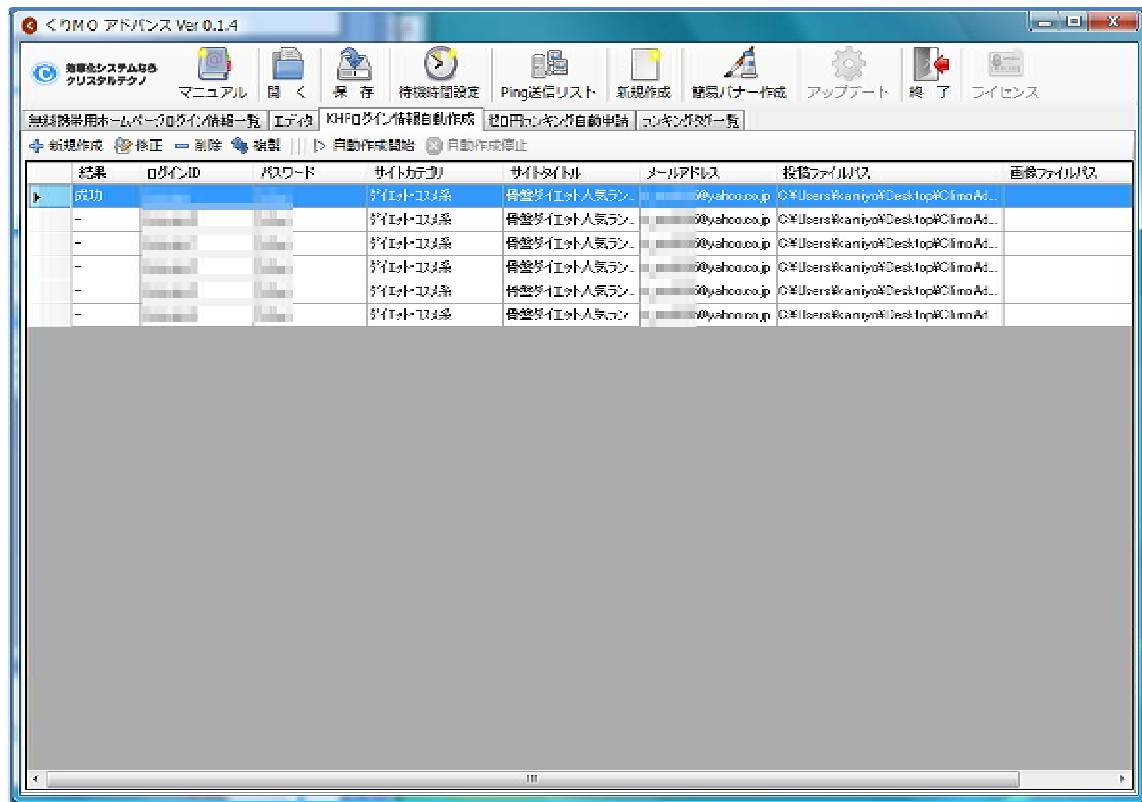 くりMO アドバンス Ver 0.1.4
効率化システムなら
クリスタルテクノ
マニュアル 開 く 保 存 待機時間設定 Ping送信リスト 新規作成 簡易バナー作成 アップデート 終 了 ライセンス
無料携帯用ホームページログイン情報一覧 エディタ KHPログイン情報自動作成 ゼロ円ランキング自動申請 ランキングタグ一覧
新規作成 修正 削除 複製 自動作成開始 自動作成停止
結果 ログインID パスワード サイトカテゴリ サイトタイトル メールアドレス 投稿ファイルパス 画像ファイルパス
成功 ダイエット・コスメ系 骨盤ダイエット人気ラン... @yahoo.co.jp C:¥Users¥kamiyo¥Desktop¥ClimoAd...
- ダイエット・コスメ系 骨盤ダイエット人気ラン... @yahoo.co.jp C:¥Users¥kamiyo¥Desktop¥ClimoAd...
- ダイエット・コスメ系 骨盤ダイエット人気ラン... @yahoo.co.jp C:¥Users¥kamiyo¥Desktop¥ClimoAd...
- ダイエット・コスメ系 骨盤ダイエット人気ラン... @yahoo.co.jp C:¥Users¥kamiyo¥Desktop¥ClimoAd...
- ダイエット・コスメ系 骨盤ダイエット人気ラン... @yahoo.co.jp C:¥Users¥kamiyo¥Desktop¥ClimoAd...
- ダイエット・コスメ系 骨盤ダイエット人気ラン... @yahoo.co.jp C:¥Users¥kamiyo¥Desktop¥ClimoAd...